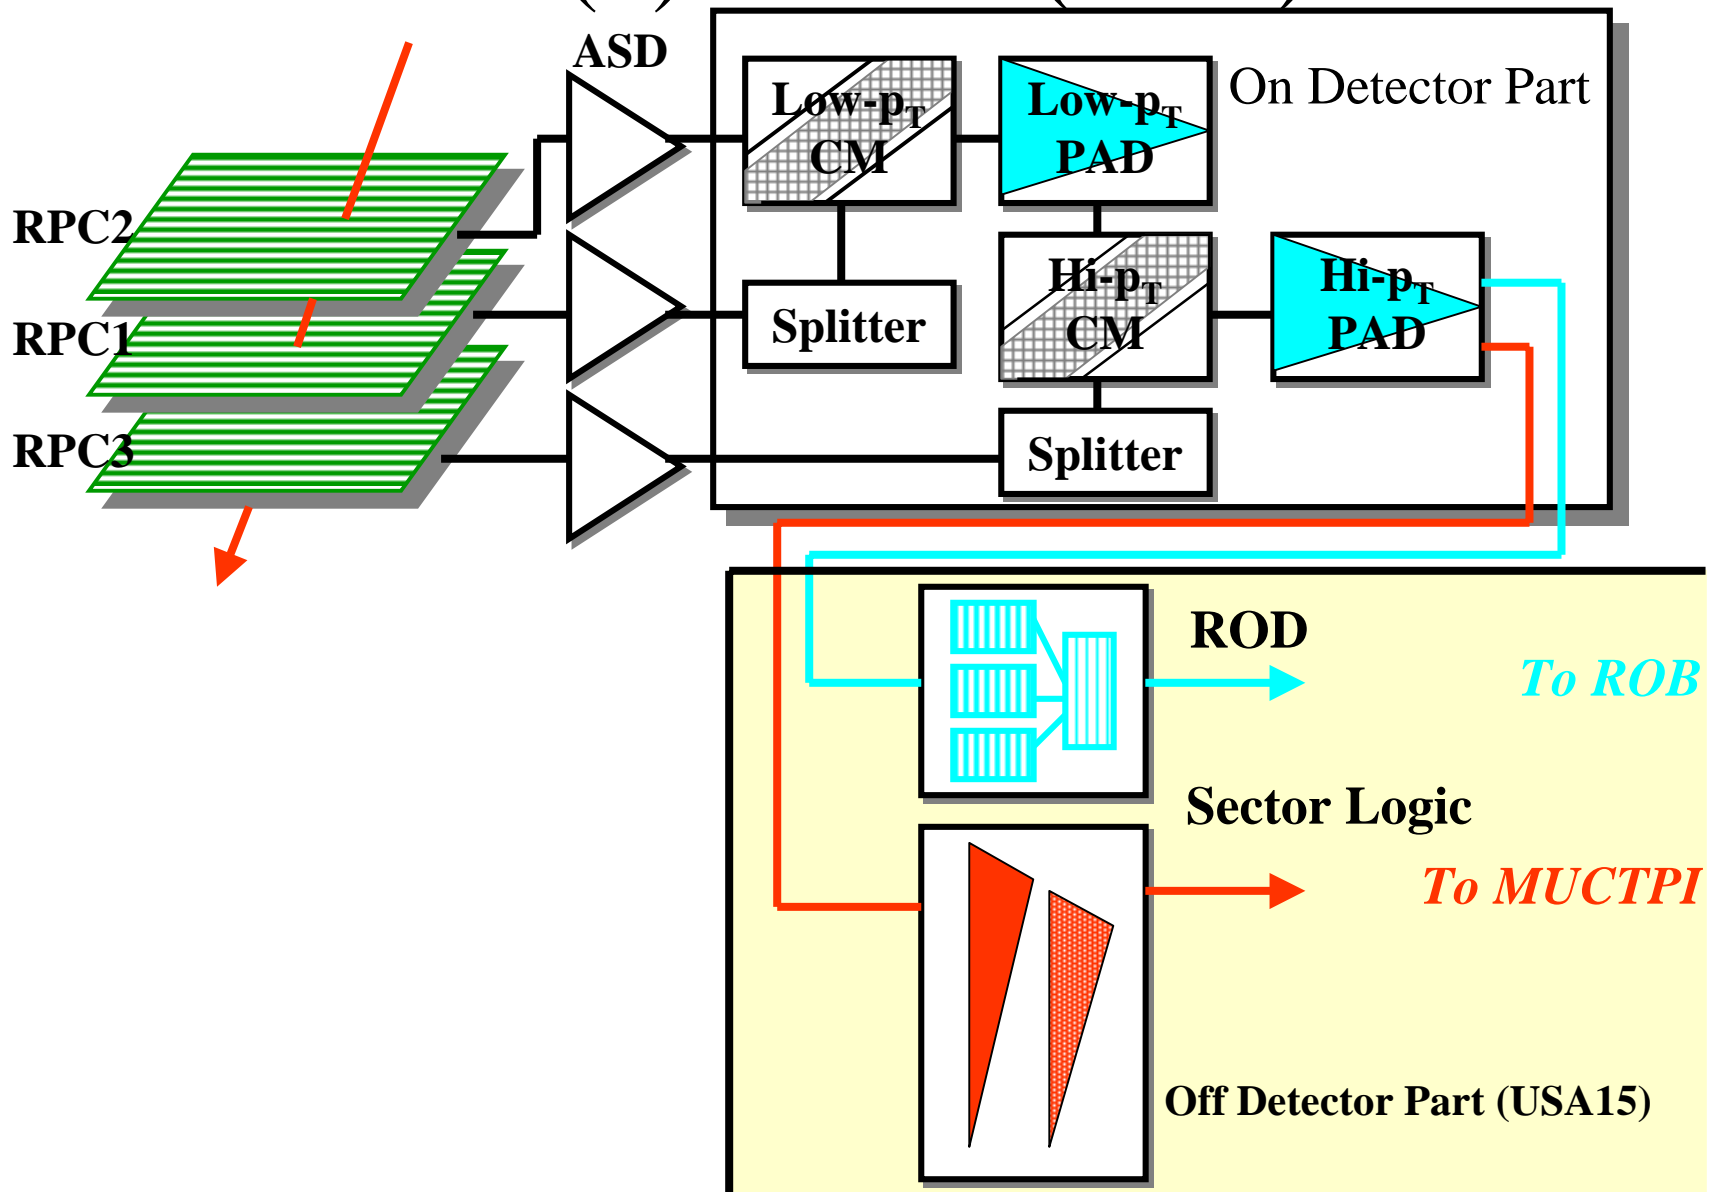 ASD
On Detector Part
Low-pT
CM
Low-pT
PAD
RPC2
RPC1
RPC3
Splitter
Hi-pT
CM
Hi-pT
PAD
Splitter
ROD
To ROB
Sector Logic
To MUCTPI
Off Detector Part (USA15)